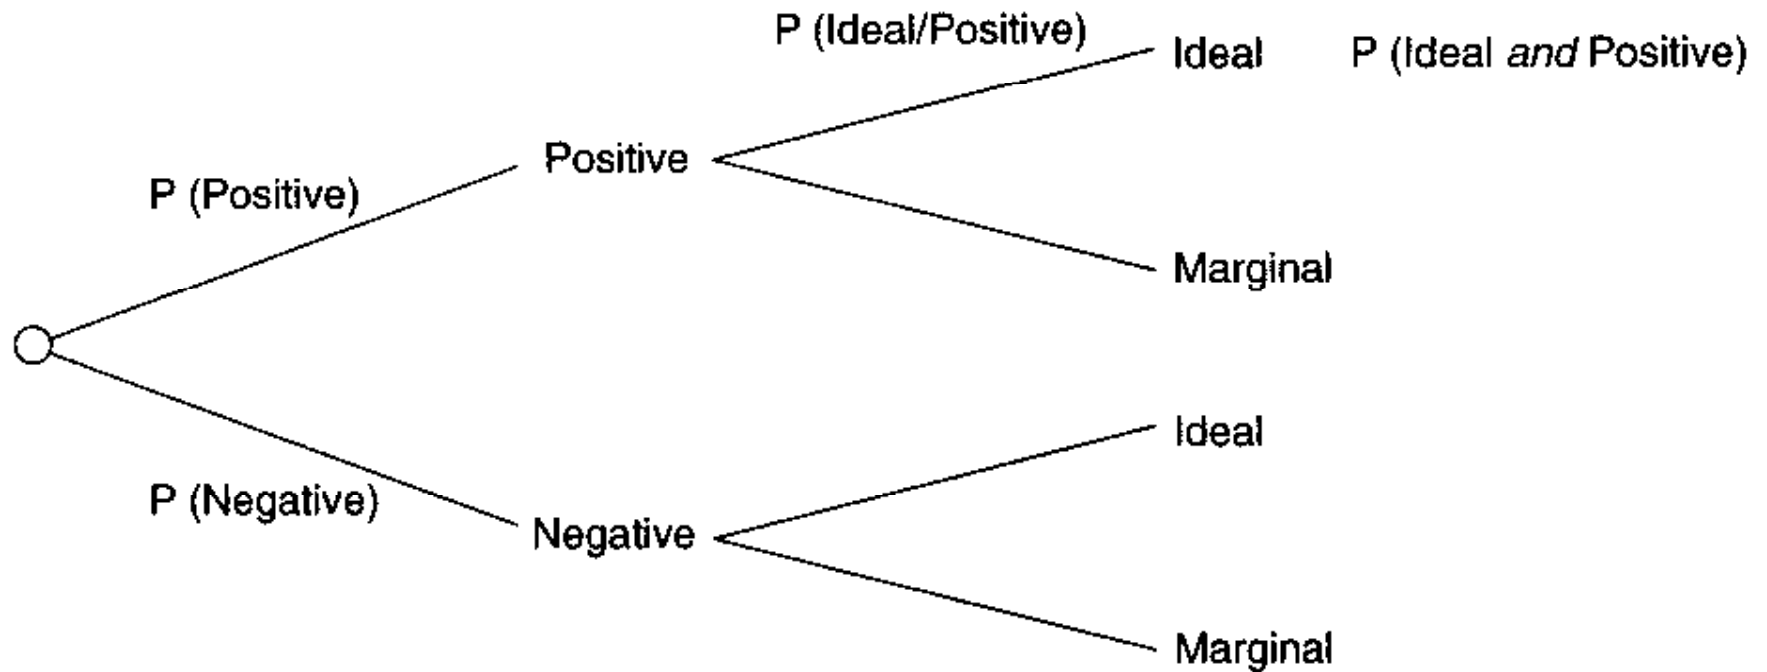 P (Ideal/Positive)
Ideal P (Ideal and Positive)
Positive
P (Positive)
Marginal
Ideal
P (Negative)
Negative
Marginal